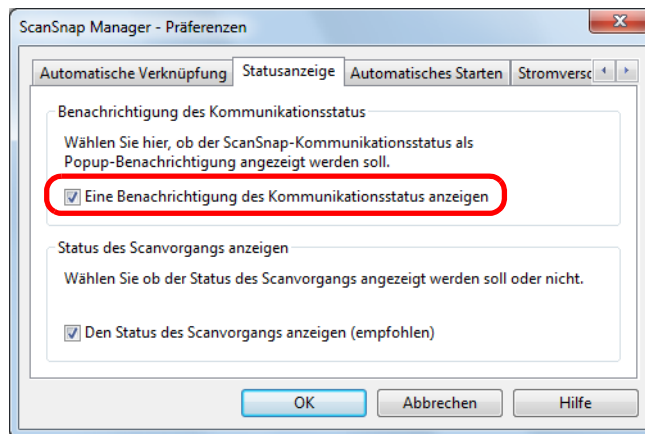 ScanSnap Manager - Präferenzen
Automatische Verknüpfung Statusanzeige Automatisches Starten Stromversc
Benachrichtigung des Kommunikationsstatus
Wählen Sie hier, ob der ScanSnap-Kommunikationsstatus als
Popup-Benachrichtigung angezeigt werden soll.
Eine Benachrichtigung des Kommunikationsstatus anzeigen
Status des Scanvorgangs anzeigen
Wählen Sie ob der Status des Scanvorgangs angezeigt werden soll oder nicht.
Den Status des Scanvorgangs anzeigen (empfohlen)
OK Abbrechen Hilfe